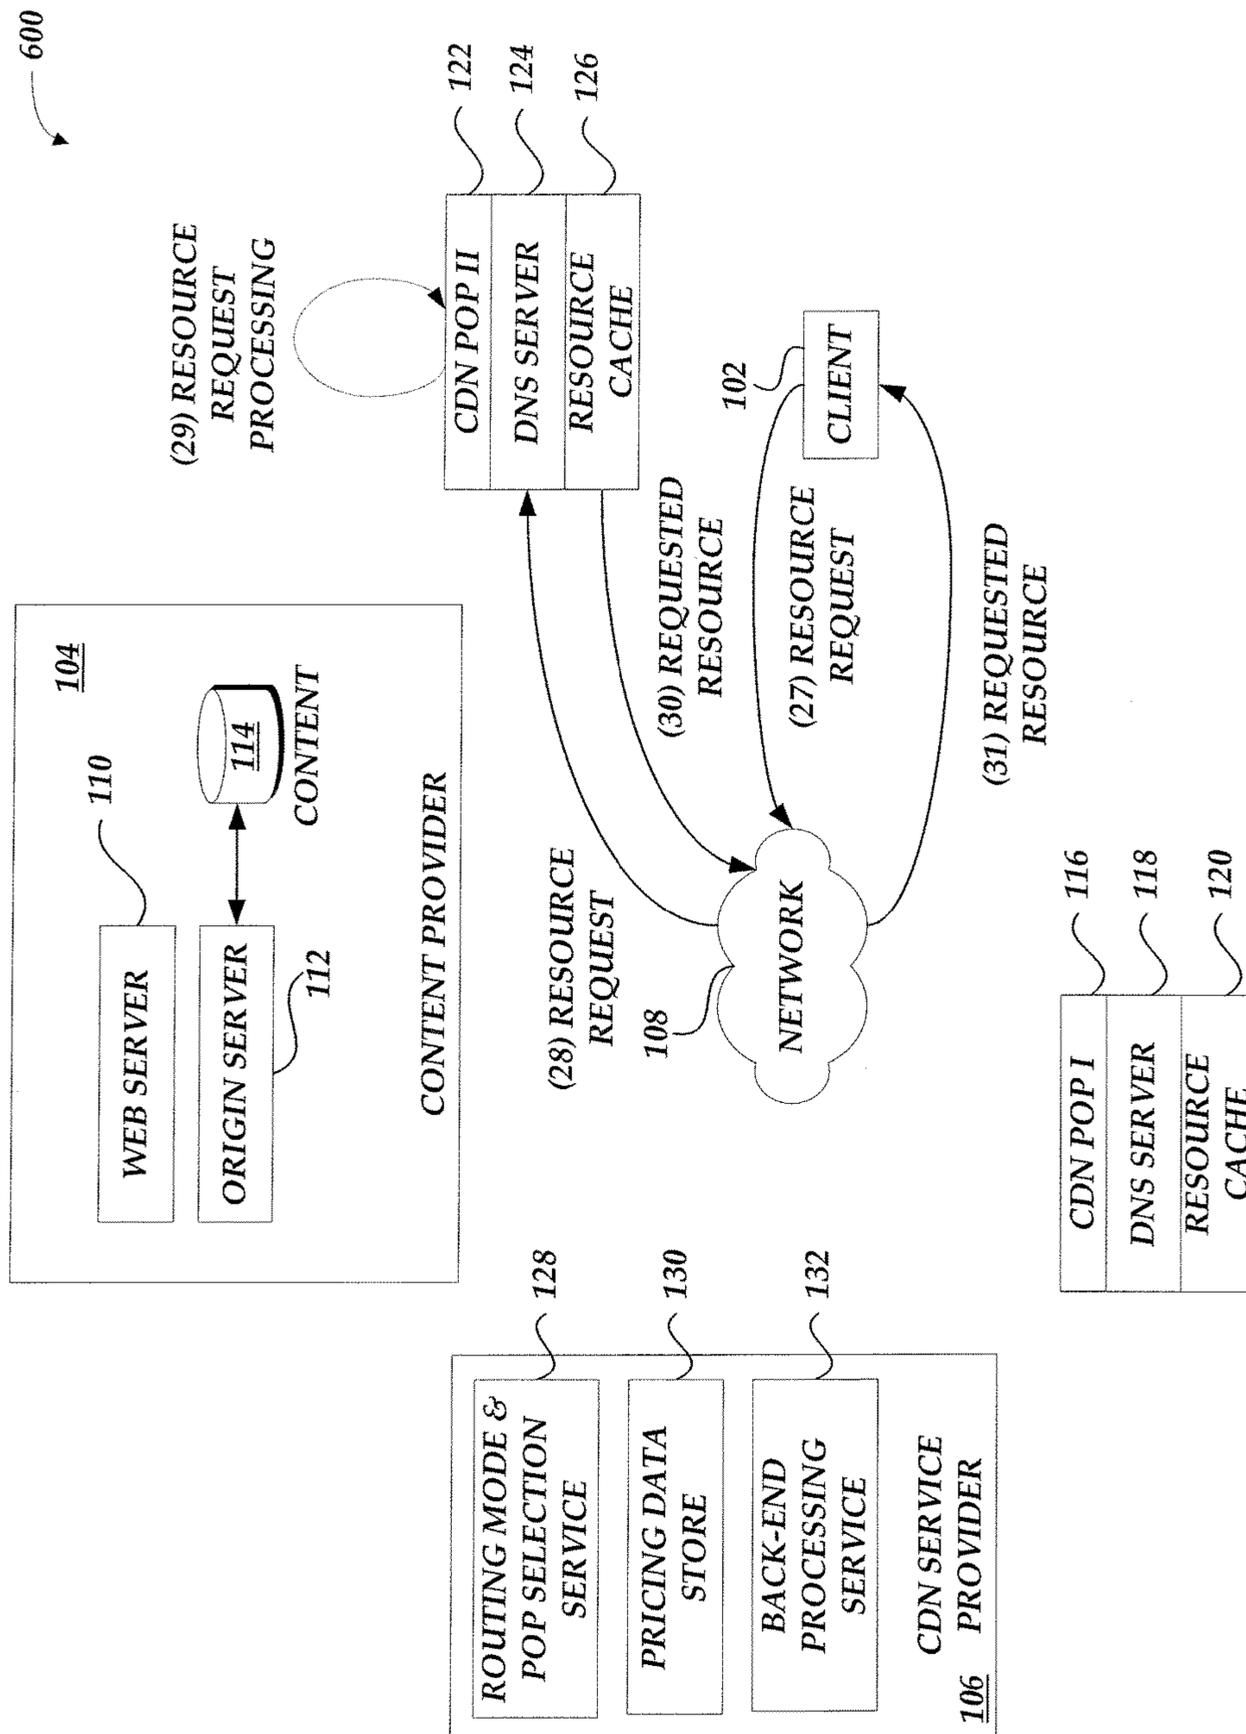 600
104
WEB SERVER
110
ORIGIN SERVER
112
114
CONTENT
CONTENT PROVIDER
(29) RESOURCE
REQUEST
PROCESSING
CDN POP II
122
DNS SERVER
124
RESOURCE
CACHE
126
(28) RESOURCE
REQUEST
(30) REQUESTED
RESOURCE
(27) RESOURCE
REQUEST
(31) REQUESTED
RESOURCE
102
CLIENT
108
NETWORK
ROUTING MODE &
POP SELECTION
SERVICE
128
PRICING DATA
STORE
130
BACK-END
PROCESSING
SERVICE
132
CDN SERVICE
PROVIDER
106
CDN POP I
116
DNS SERVER
118
RESOURCE
CACHE
120